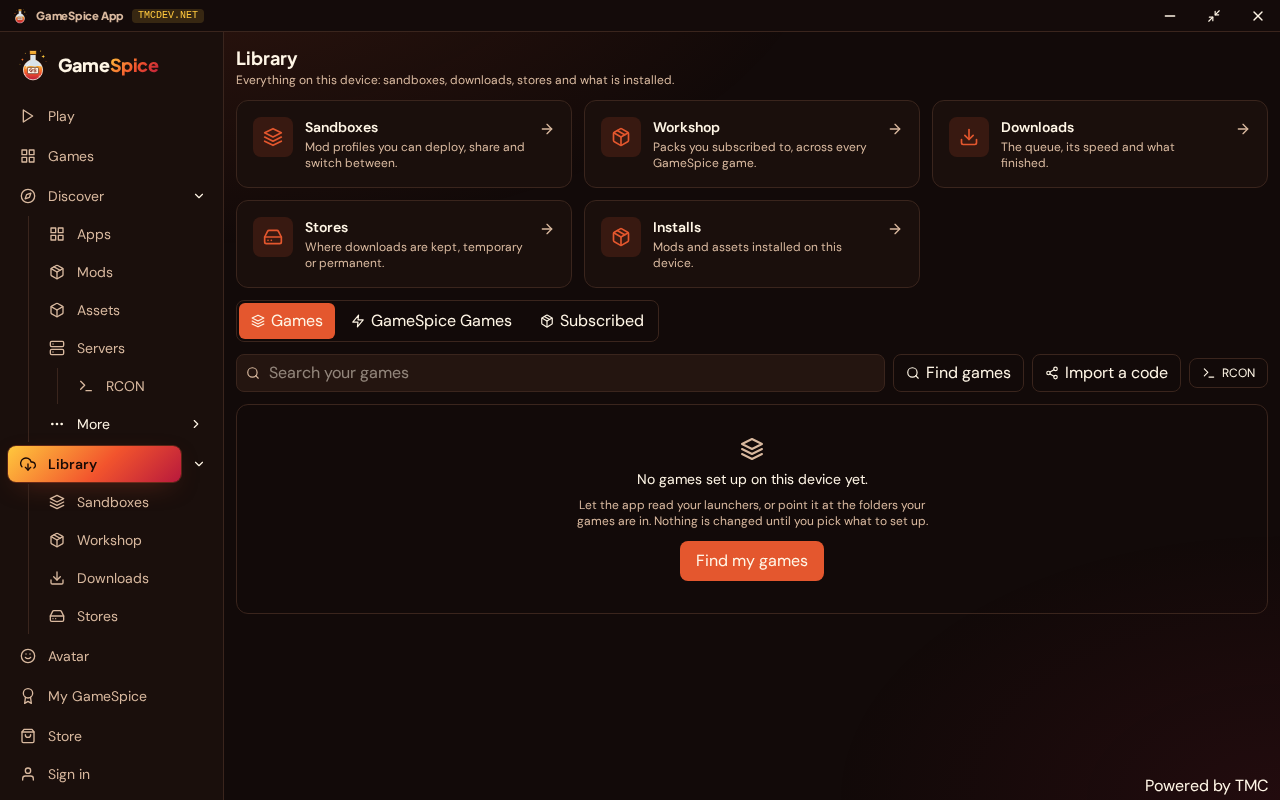 GameSpice App TMCDEV.NET
GameSpice
Play
Games
Discover
Apps
Mods
Assets
Servers
RCON
More
Library
Sandboxes
Workshop
Downloads
Stores
Avatar
My GameSpice
Store
Sign in
Library
Everything on this device: sandboxes, downloads, stores and what is installed.
Sandboxes
Mod profiles you can deploy, share and
switch between.
Workshop
Packs you subscribed to, across every
GameSpice game.
Downloads
The queue, its speed and what
finished.
Stores
Where downloads are kept, temporary
or permanent.
Installs
Mods and assets installed on this
device.
Games GameSpice Games Subscribed
Search your games Find games Import a code RCON
No games set up on this device yet.
Let the app read your launchers, or point it at the folders your
games are in. Nothing is changed until you pick what to set up.
Find my games
Powered by TMC